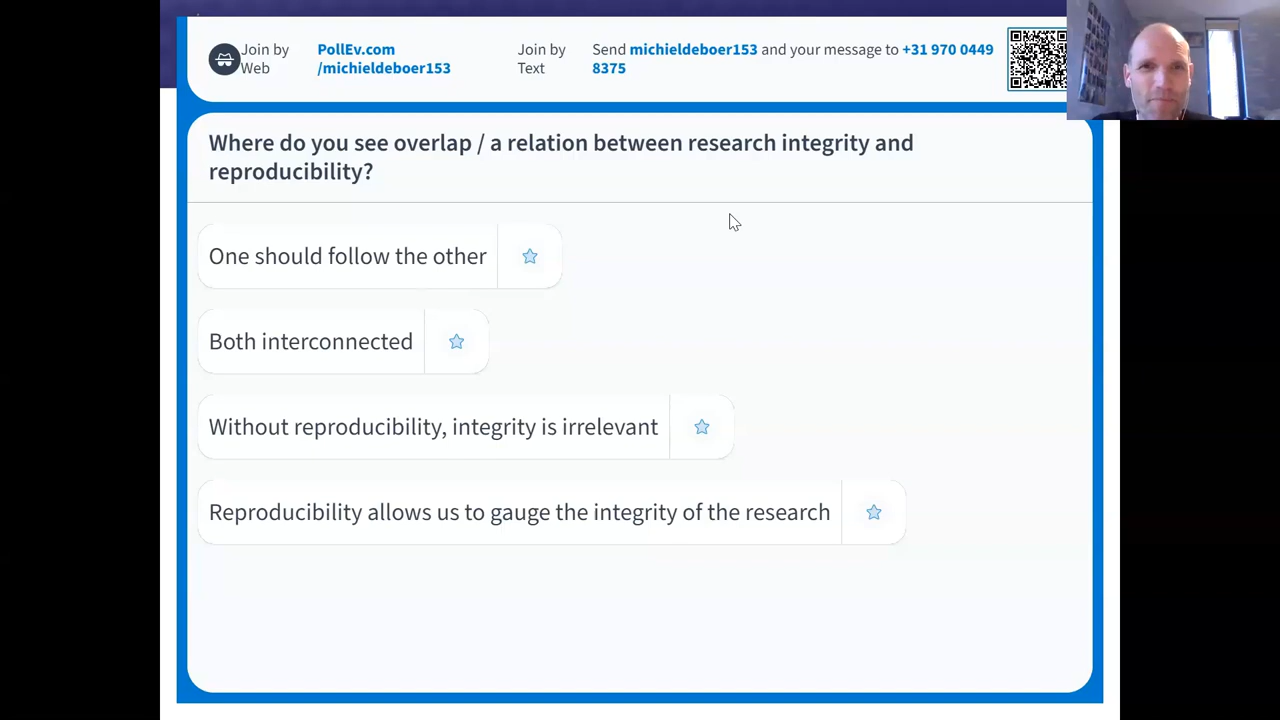 Join by
Web
PollEv.com
/michieldeboer153
Join by
Text
Send michieldeboer153 and your message to +31 970 0449
8375
Where do you see overlap / a relation between research integrity and
reproducibility?
One should follow the other
Both interconnected
Without reproducibility, integrity is irrelevant
Reproducibility allows us to gauge the integrity of the research